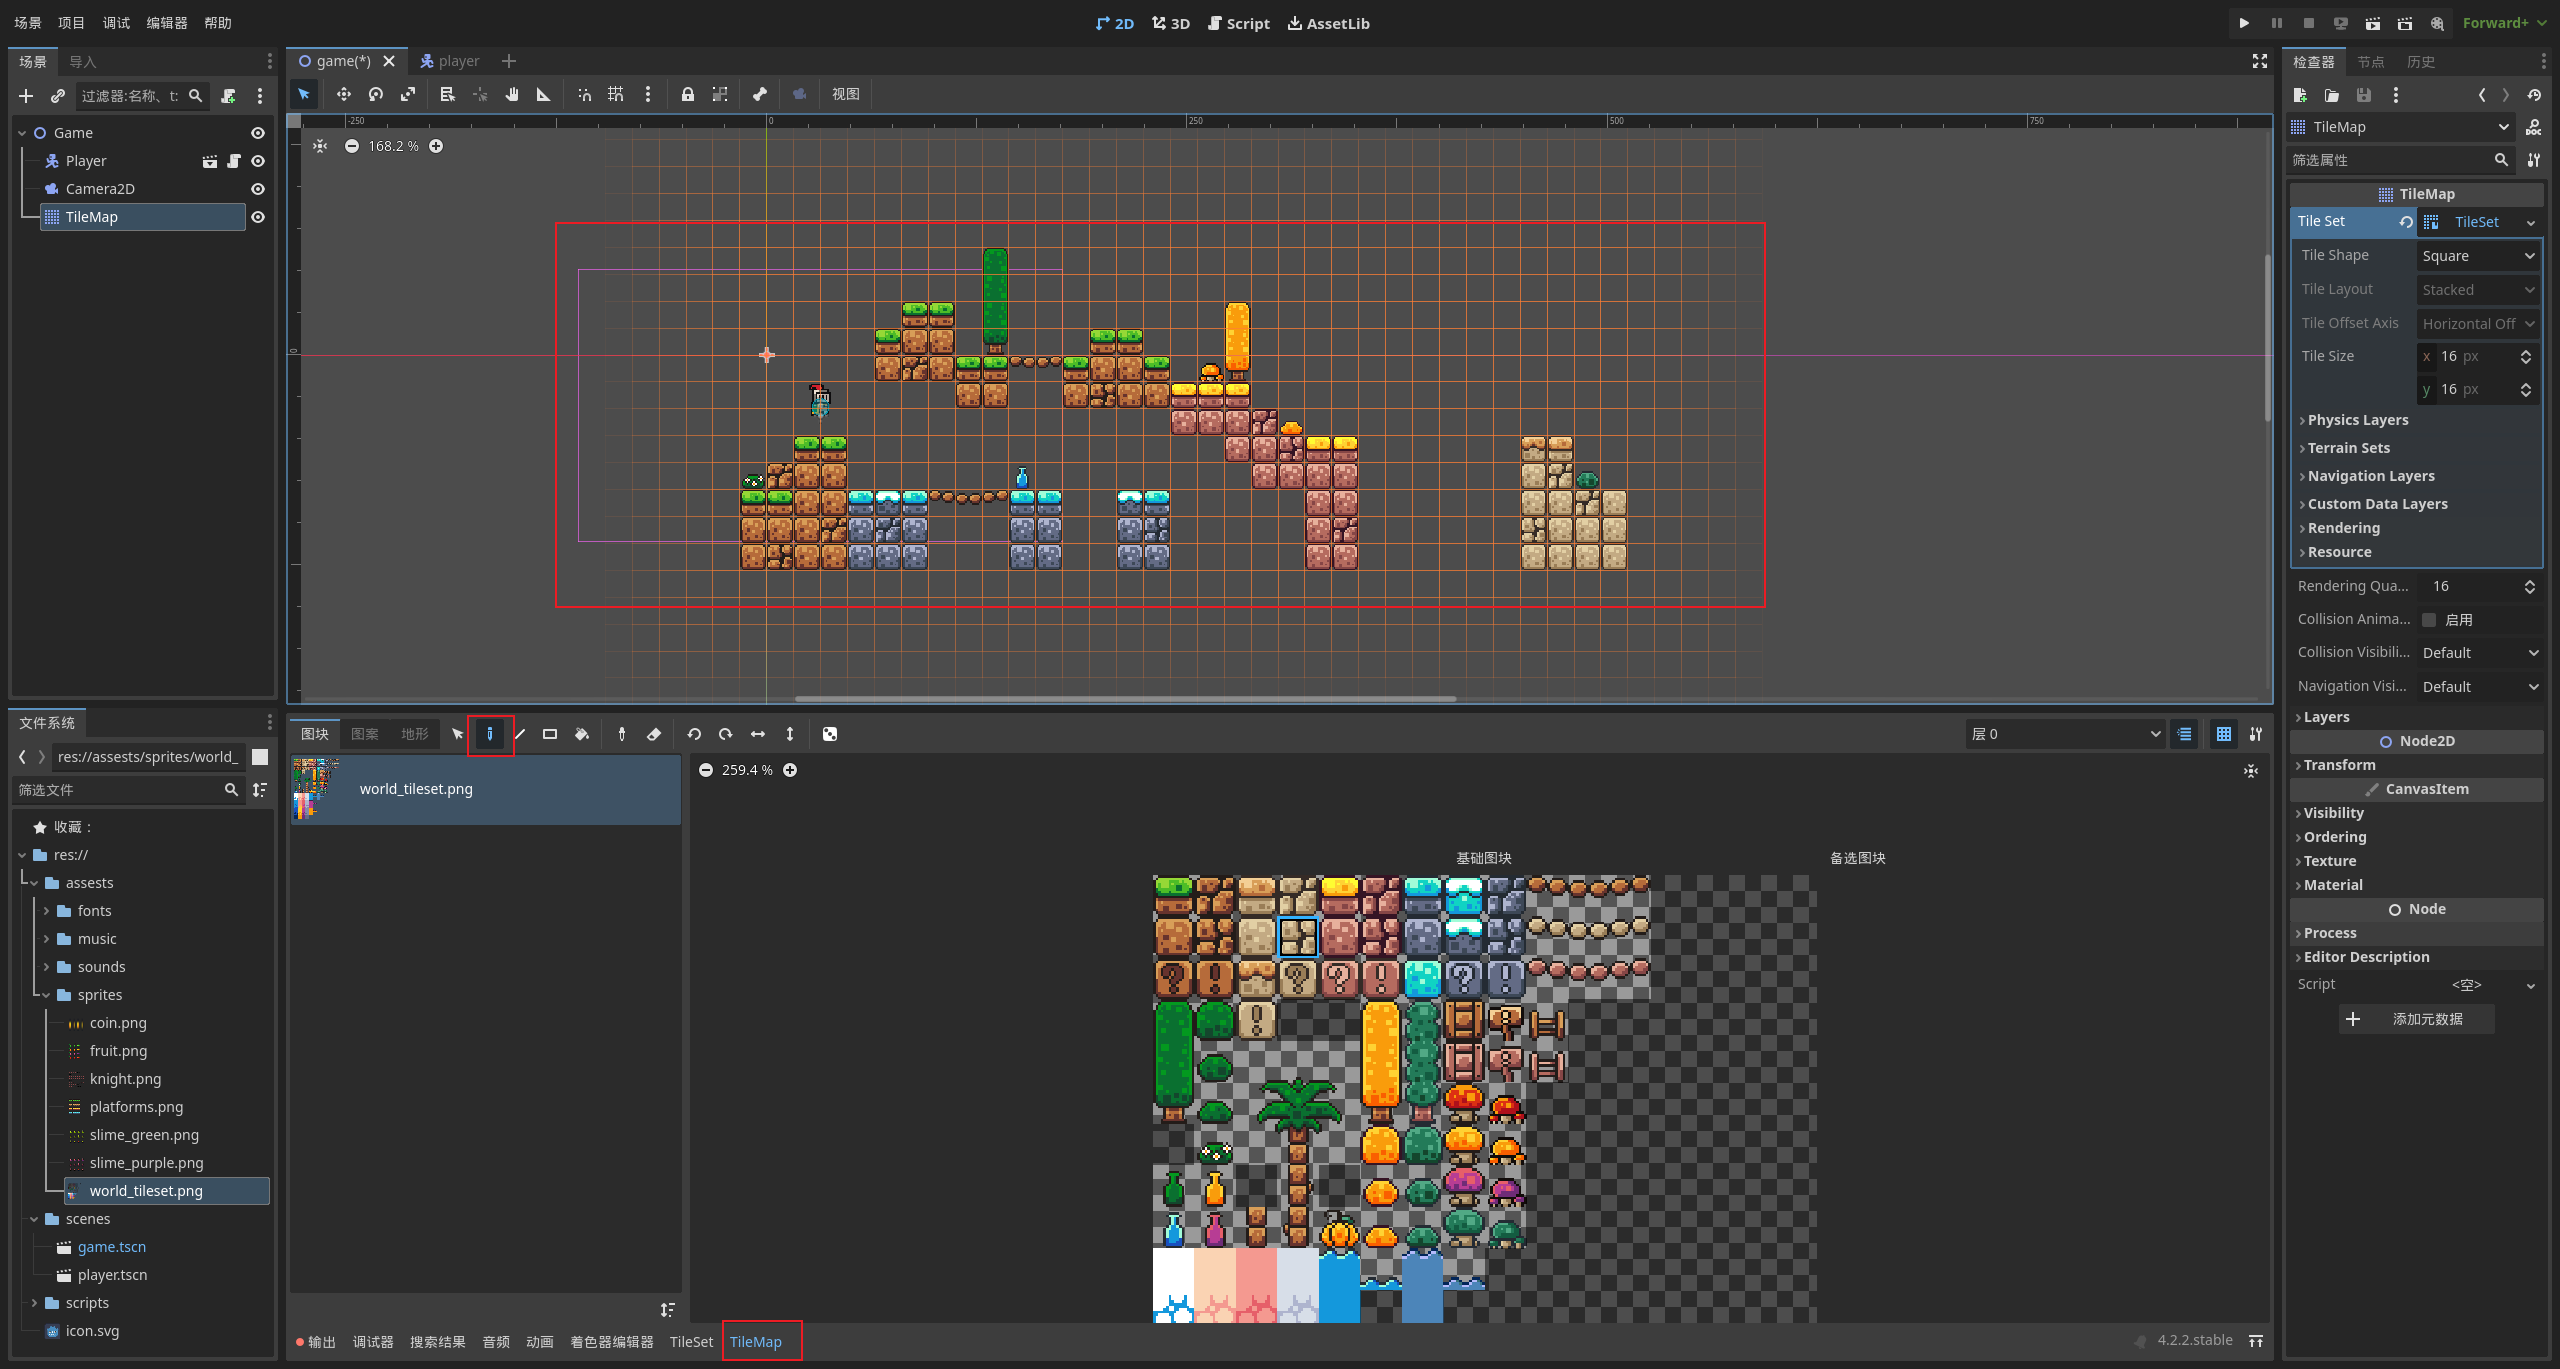 场景 项目 调试 编辑器 帮助
2D 3D Script AssetLib
Forward+
场景 导入
过滤器:名称、t:
Game
Player
Camera2D
TileMap
game(*) player
视图
-250 0 250 500 750
0
168.2 %
检查器 节点 历史
TileMap
筛选属性
TileMap
Tile Set TileSet
Tile Shape Square
Tile Layout Stacked
Tile Offset Axis Horizontal Off
Tile Size x 16 px
y 16 px
Physics Layers
Terrain Sets
Navigation Layers
Custom Data Layers
Rendering
Resource
Rendering Qua... 16
Collision Anima... 启用
Collision Visibili... Default
Navigation Visi... Default
Layers
Node2D
Transform
CanvasItem
Visibility
Ordering
Texture
Material
Node
Process
Editor Description
Script <空>
添加元数据
文件系统
res://assests/sprites/world_
筛选文件
收藏：
res://
assests
fonts
music
sounds
sprites
coin.png
fruit.png
knight.png
platforms.png
slime_green.png
slime_purple.png
world_tileset.png
scenes
game.tscn
player.tscn
scripts
icon.svg
图块 图案 地形
层 0
world_tileset.png
259.4 %
基础图块 备选图块
? ! ? ? ! ? !
!
输出 调试器 搜索结果 音频 动画 着色器编辑器 TileSet TileMap
4.2.2.stable